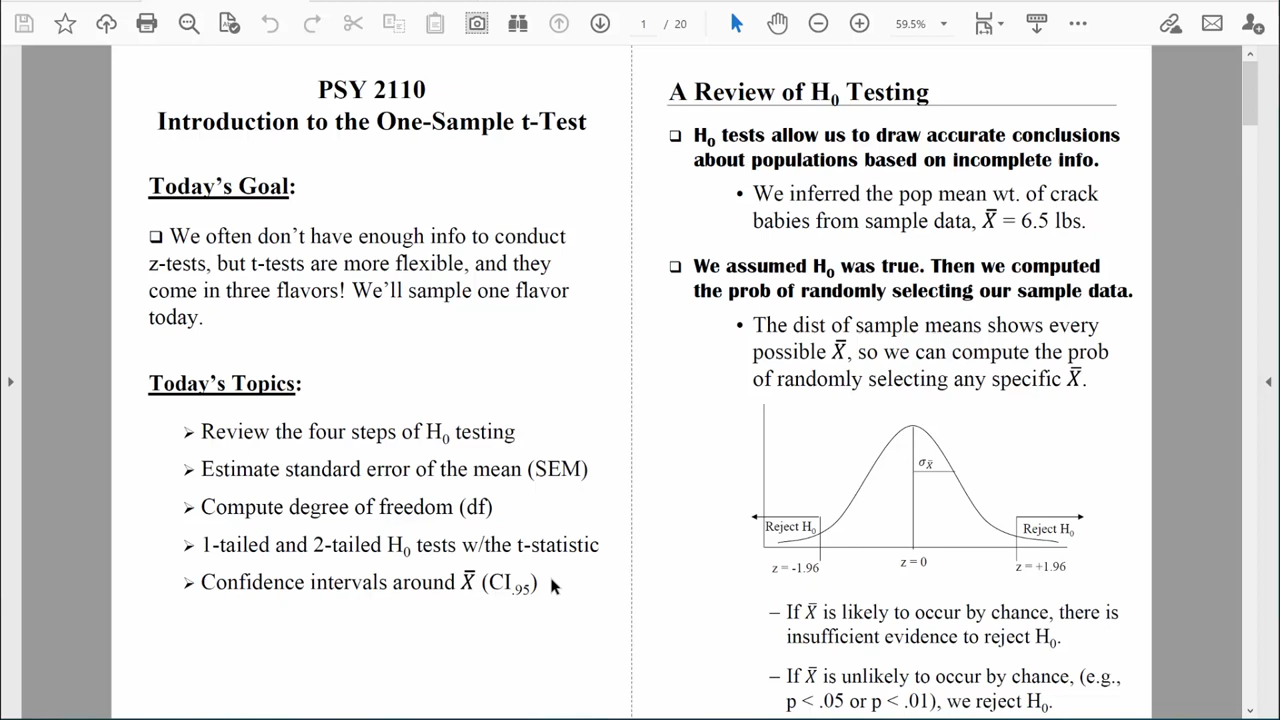 1 / 20
59.5%
PSY 2110
Introduction to the One-Sample t-Test
Today's Goal:
❑ We often don't have enough info to conduct
z-tests, but t-tests are more flexible, and they
come in three flavors! We'll sample one flavor
today.
Today's Topics:
➢ Review the four steps of H₀ testing
➢ Estimate standard error of the mean (SEM)
➢ Compute degree of freedom (df)
➢ 1-tailed and 2-tailed H₀ tests w/the t-statistic
➢ Confidence intervals around X̄ (CI.95)
A Review of H₀ Testing
❑ H₀ tests allow us to draw accurate conclusions
about populations based on incomplete info.
• We inferred the pop mean wt. of crack
babies from sample data, X̄ = 6.5 lbs.
❑ We assumed H₀ was true. Then we computed
the prob of randomly selecting our sample data.
• The dist of sample means shows every
possible X̄, so we can compute the prob
of randomly selecting any specific X̄.
σX̄
Reject H₀
Reject H₀
z = -1.96
z = 0
z = +1.96
– If X̄ is likely to occur by chance, there is
insufficient evidence to reject H₀.
– If X̄ is unlikely to occur by chance, (e.g.,
p < .05 or p < .01), we reject H₀.